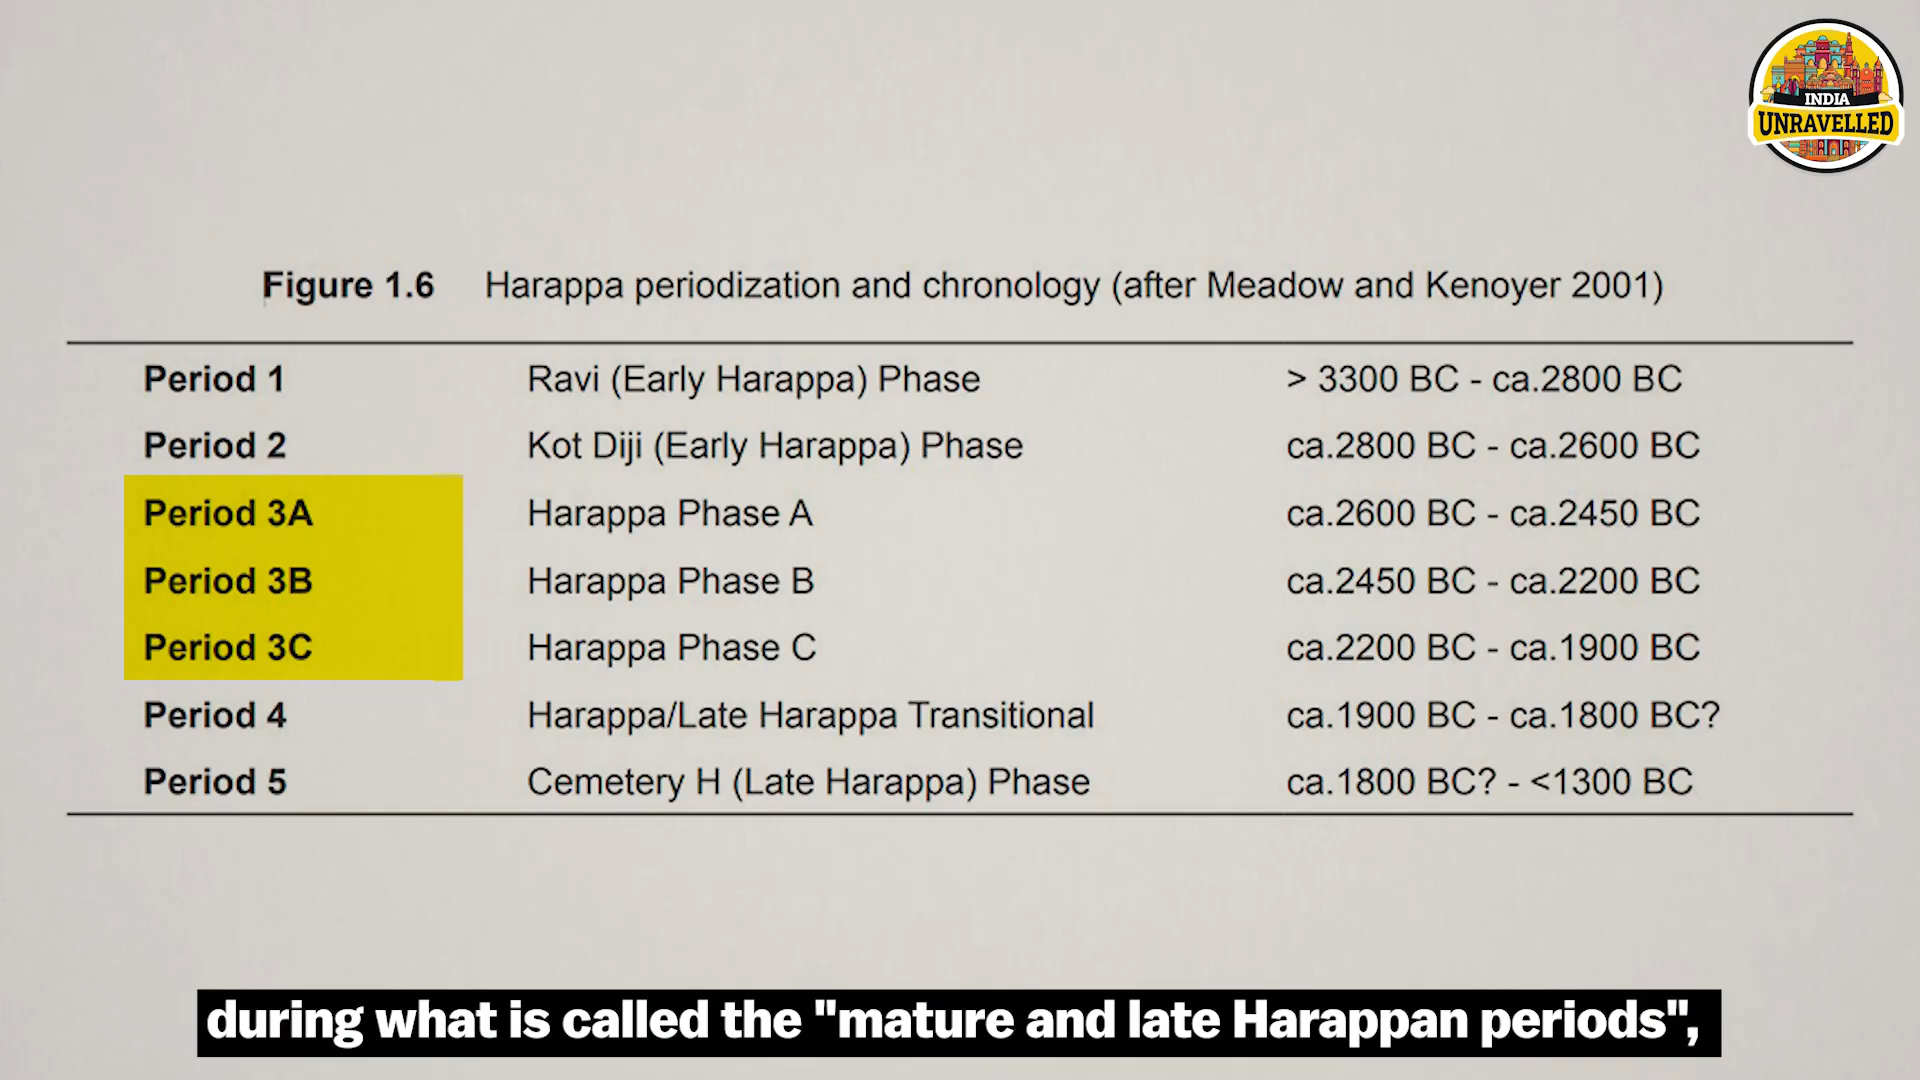 INDIA
UNRAVELLED
Figure 1.6 Harappa periodization and chronology (after Meadow and Kenoyer 2001)
Period 1 Ravi (Early Harappa) Phase > 3300 BC - ca.2800 BC
Period 2 Kot Diji (Early Harappa) Phase ca.2800 BC - ca.2600 BC
Period 3A Harappa Phase A ca.2600 BC - ca.2450 BC
Period 3B Harappa Phase B ca.2450 BC - ca.2200 BC
Period 3C Harappa Phase C ca.2200 BC - ca.1900 BC
Period 4 Harappa/Late Harappa Transitional ca.1900 BC - ca.1800 BC?
Period 5 Cemetery H (Late Harappa) Phase ca.1800 BC? - <1300 BC
during what is called the "mature and late Harappan periods",